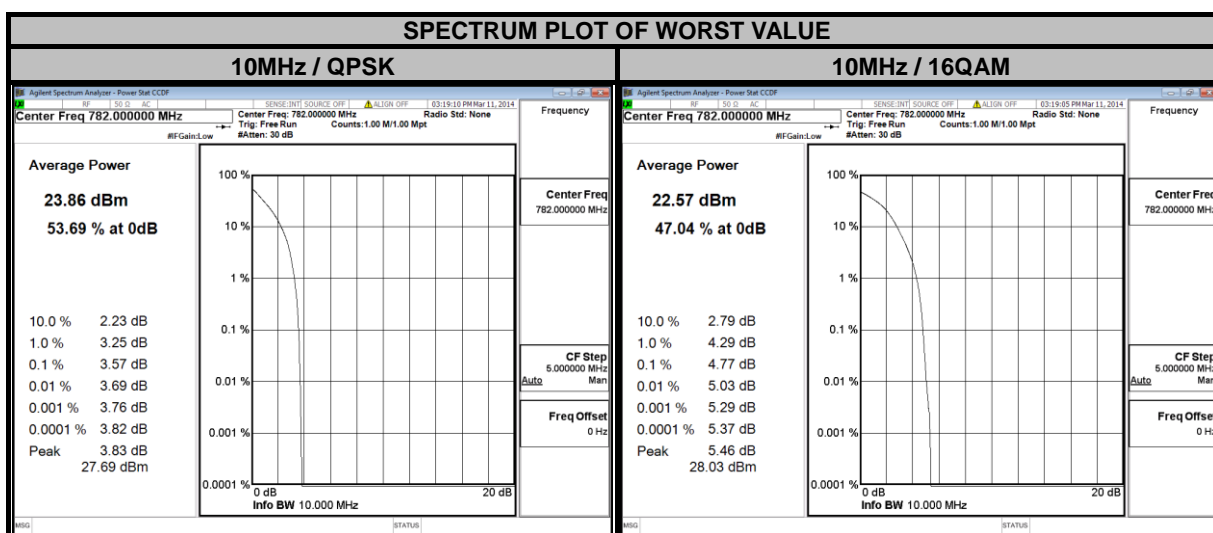 SPECTRUM PLOT OF WORST VALUE
10MHz / QPSK
10MHz / 16QAM
Agilent Spectrum Analyzer - Power Stat CCDF
RF 50 Ω AC SENSE:INT SOURCE OFF ALIGN OFF 03:19:10 PM Mar 11, 2014
Center Freq 782.000000 MHz
Center Freq: 782.000000 MHz Radio Std: None
Trig: Free Run Counts:1.00 M/1.00 Mpt
#IFGain:Low #Atten: 30 dB
Frequency
Average Power
23.86 dBm
53.69 % at 0dB
10.0 % 2.23 dB
1.0 % 3.25 dB
0.1 % 3.57 dB
0.01 % 3.69 dB
0.001 % 3.76 dB
0.0001 % 3.82 dB
Peak 3.83 dB
27.69 dBm
100 %
10 %
1 %
0.1 %
0.01 %
0.001 %
0.0001 %
0 dB 20 dB
Info BW 10.000 MHz
Center Freq
782.000000 MHz
CF Step
5.000000 MHz
Auto Man
Freq Offset
0 Hz
MSG STATUS
Agilent Spectrum Analyzer - Power Stat CCDF
RF 50 Ω AC SENSE:INT SOURCE OFF ALIGN OFF 03:19:05 PM Mar 11, 2014
Center Freq 782.000000 MHz
Center Freq: 782.000000 MHz Radio Std: None
Trig: Free Run Counts:1.00 M/1.00 Mpt
#IFGain:Low #Atten: 30 dB
Frequency
Average Power
22.57 dBm
47.04 % at 0dB
10.0 % 2.79 dB
1.0 % 4.29 dB
0.1 % 4.77 dB
0.01 % 5.03 dB
0.001 % 5.29 dB
0.0001 % 5.37 dB
Peak 5.46 dB
28.03 dBm
100 %
10 %
1 %
0.1 %
0.01 %
0.001 %
0.0001 %
0 dB 20 dB
Info BW 10.000 MHz
Center Freq
782.000000 MHz
CF Step
5.000000 MHz
Auto Man
Freq Offset
0 Hz
MSG STATUS